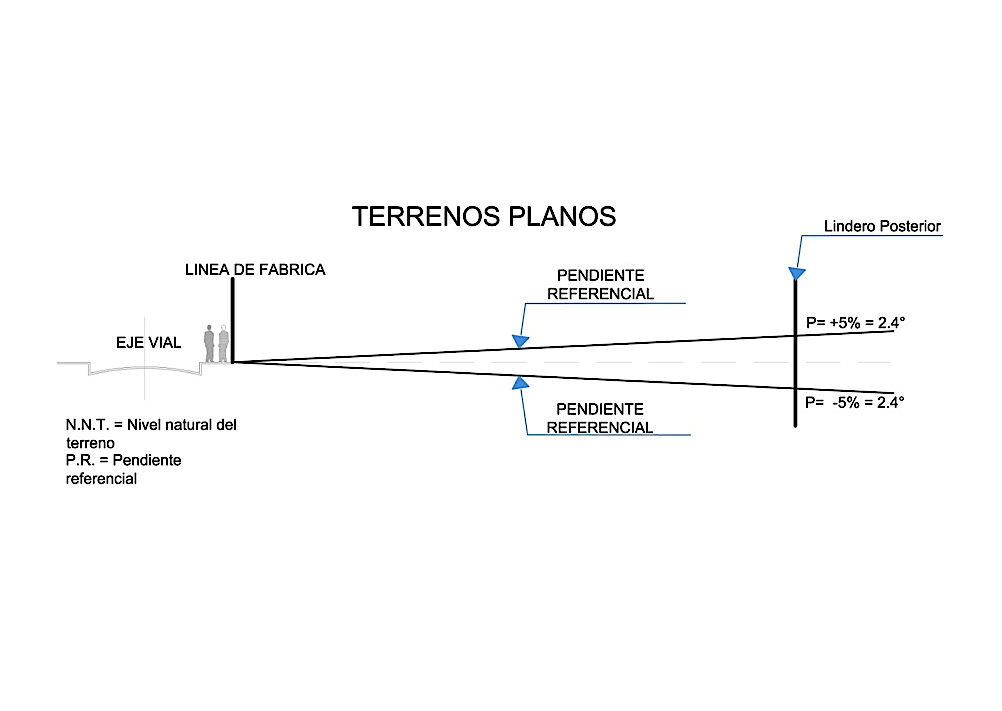 TERRENOS PLANOS
Lindero Posterior
LINEA DE FABRICA
PENDIENTE
REFERENCIAL
P= +5% = 2.4°
EJE VIAL
P= -5% = 2.4°
PENDIENTE
REFERENCIAL
N.N.T. = Nivel natural del
terreno
P.R. = Pendiente
referencial